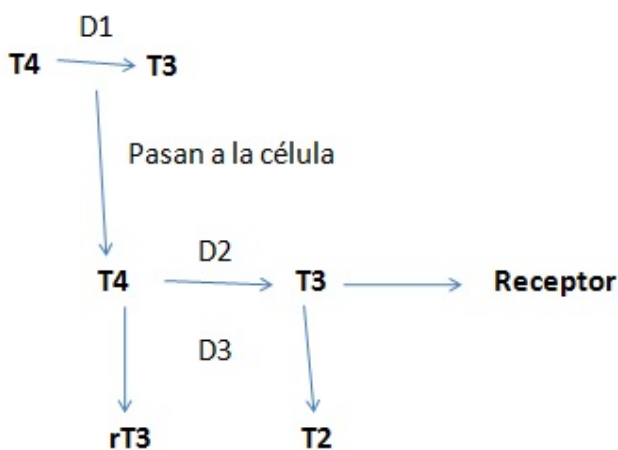 D1
T4 T3
Pasan a la célula
D2
T4 T3 Receptor
D3
rT3 T2